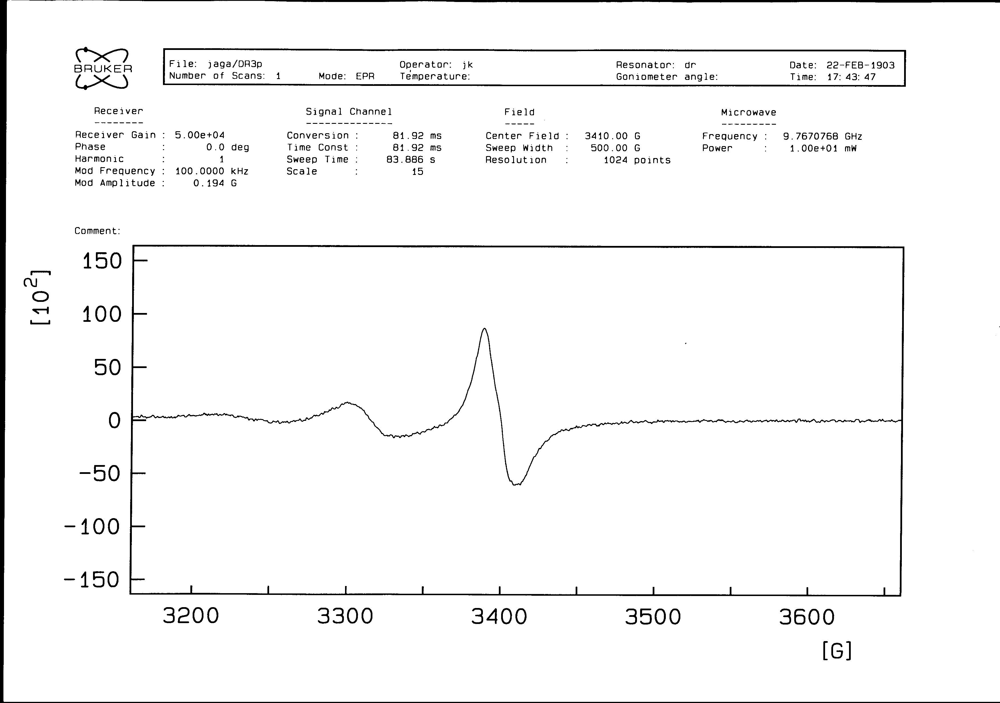 BRUKER
File: jaga/DR3p Operator: jk Resonator: dr Date: 22-FEB-1903
Number of Scans: 1 Mode: EPR Temperature: Goniometer angle: Time: 17:43:47
Receiver Signal Channel Field Microwave
-------- -------------- ----- ---------
Receiver Gain : 5.00e+04 Conversion : 81.92 ms Center Field : 3410.00 G Frequency : 9.7670768 GHz
Phase : 0.0 deg Time Const : 81.92 ms Sweep Width : 500.00 G Power : 1.00e+01 mW
Harmonic : 1 Sweep Time : 83.886 s Resolution : 1024 points
Mod Frequency : 100.0000 kHz Scale : 15
Mod Amplitude : 0.194 G
Comment:
[10²]
150
100
50
0
-50
-100
-150
3200 3300 3400 3500 3600
[G]